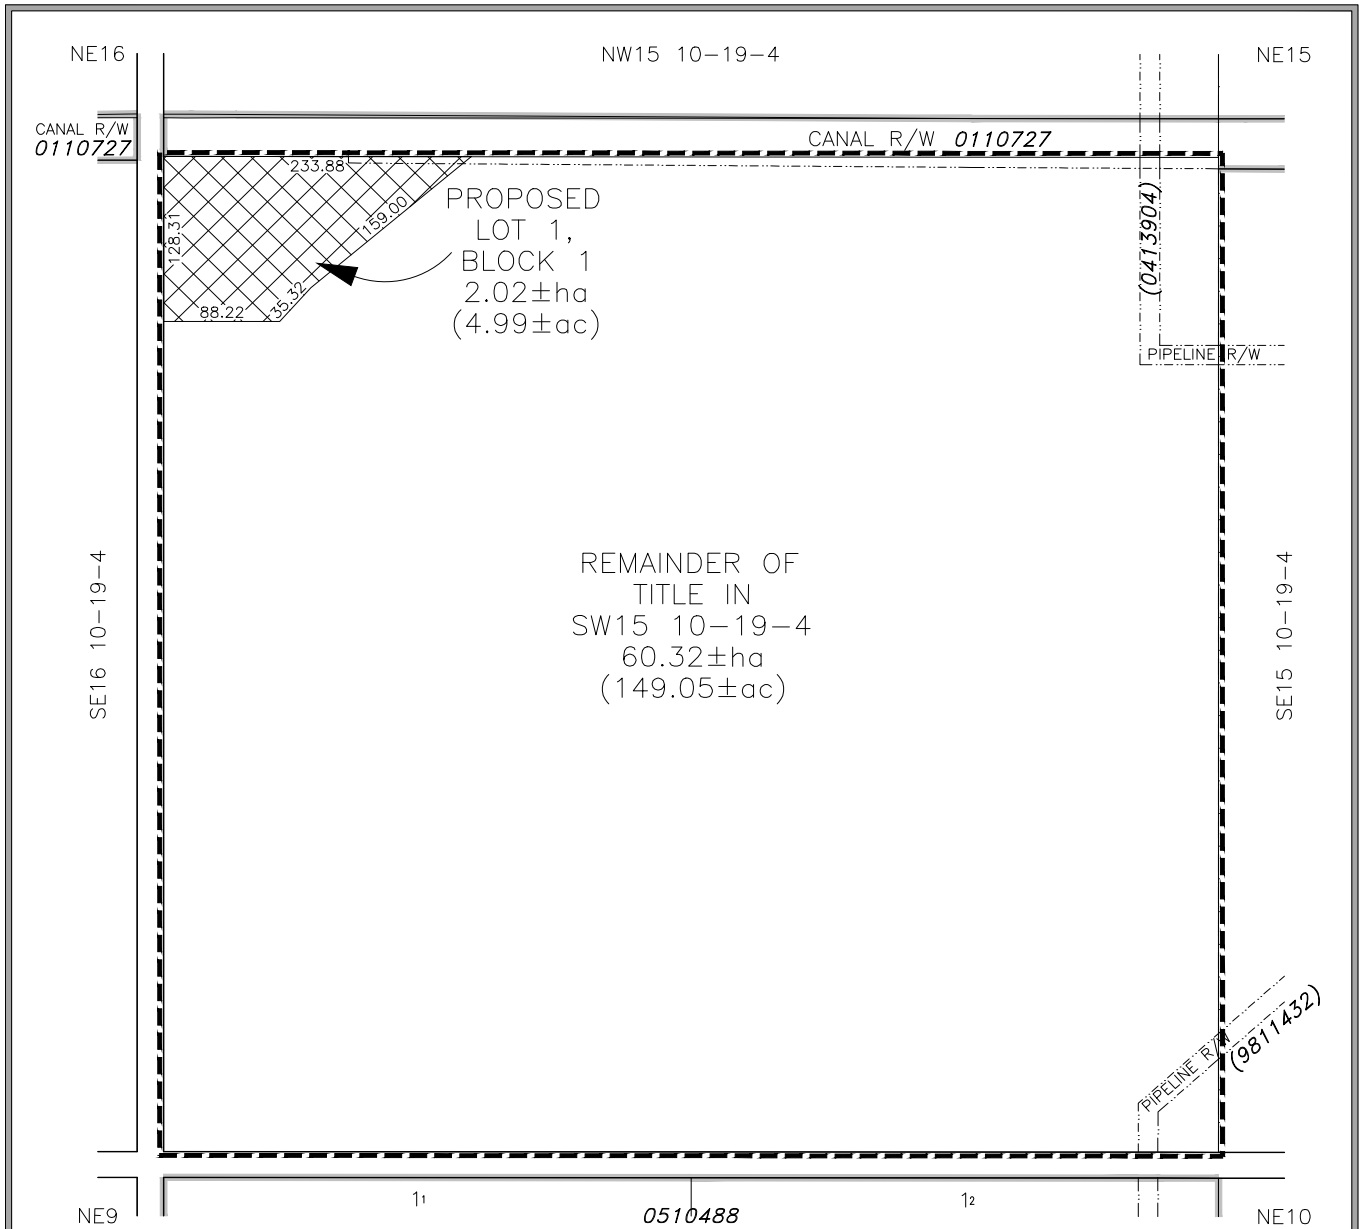 NE16
NW15 10-19-4
NE15
CANAL R/W
0110727
CANAL R/W 0110727
233.88
128.31
159.00
35.32
88.22
PROPOSED
LOT 1,
BLOCK 1
2.02±ha
(4.99±ac)
(0413904)
PIPELINE R/W
SE16 10-19-4
REMAINDER OF
TITLE IN
SW15 10-19-4
60.32±ha
(149.05±ac)
SE15 10-19-4
PIPELINE R/W
(9811432)
1₁
1₂
NE9
0510488
NE10